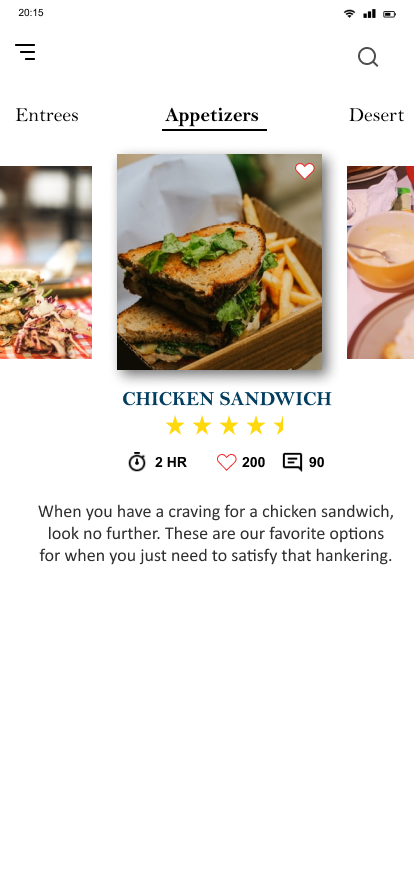 20:15
Entrees Appetizers Desert
CHICKEN SANDWICH
2 HR 200 90
When you have a craving for a chicken sandwich,
look no further. These are our favorite options
for when you just need to satisfy that hankering.